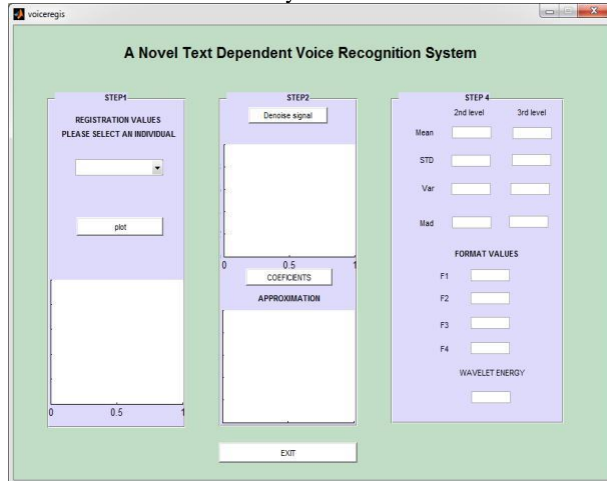 voiceregis
A Novel Text Dependent Voice Recognition System
STEP1
REGISTRATION VALUES
PLEASE SELECT AN INDIVIDUAL
plot
0 0.5 1
STEP2
Denoise signal
0 0.5 1
COEFICIENTS
APPROXIMATION
STEP 4
2nd level 3rd level
Mean
STD
Var
Mad
FORMAT VALUES
F1
F2
F3
F4
WAVELET ENERGY
EXIT